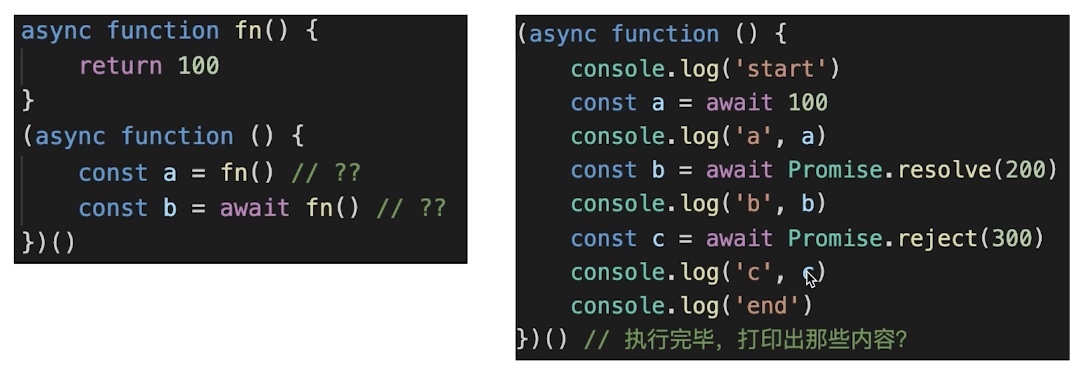 async function fn() {
    return 100
}
(async function () {
    const a = fn() // ??
    const b = await fn() // ??
})()
(async function () {
    console.log('start')
    const a = await 100
    console.log('a', a)
    const b = await Promise.resolve(200)
    console.log('b', b)
    const c = await Promise.reject(300)
    console.log('c', c)
    console.log('end')
})() // 执行完毕，打印出那些内容？